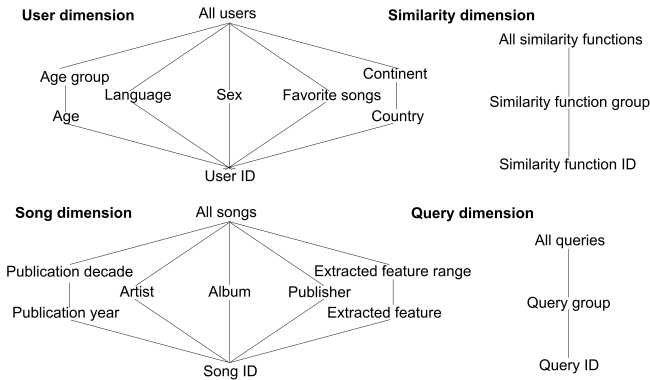 User dimension
All users
Age group
Age
Language
Sex
Favorite songs
Continent
Country
User ID
Similarity dimension
All similarity functions
Similarity function group
Similarity function ID
Song dimension
All songs
Publication decade
Publication year
Artist
Album
Publisher
Extracted feature range
Extracted feature
Song ID
Query dimension
All queries
Query group
Query ID